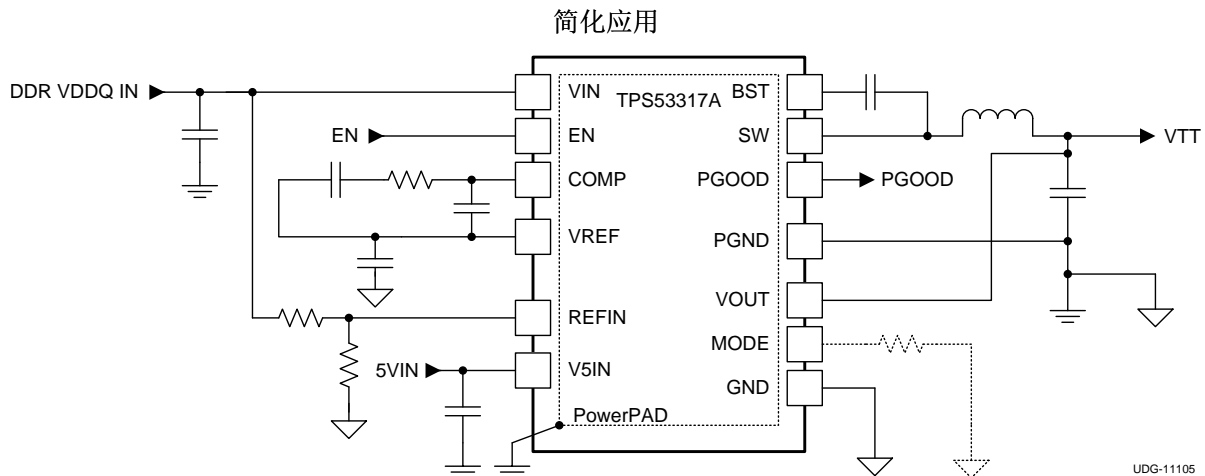 简化应用
DDR VDDQ IN
VIN
TPS53317A
BST
EN
EN
SW
VTT
COMP
PGOOD
PGOOD
VREF
PGND
REFIN
VOUT
MODE
5VIN
V5IN
GND
PowerPAD
UDG-11105